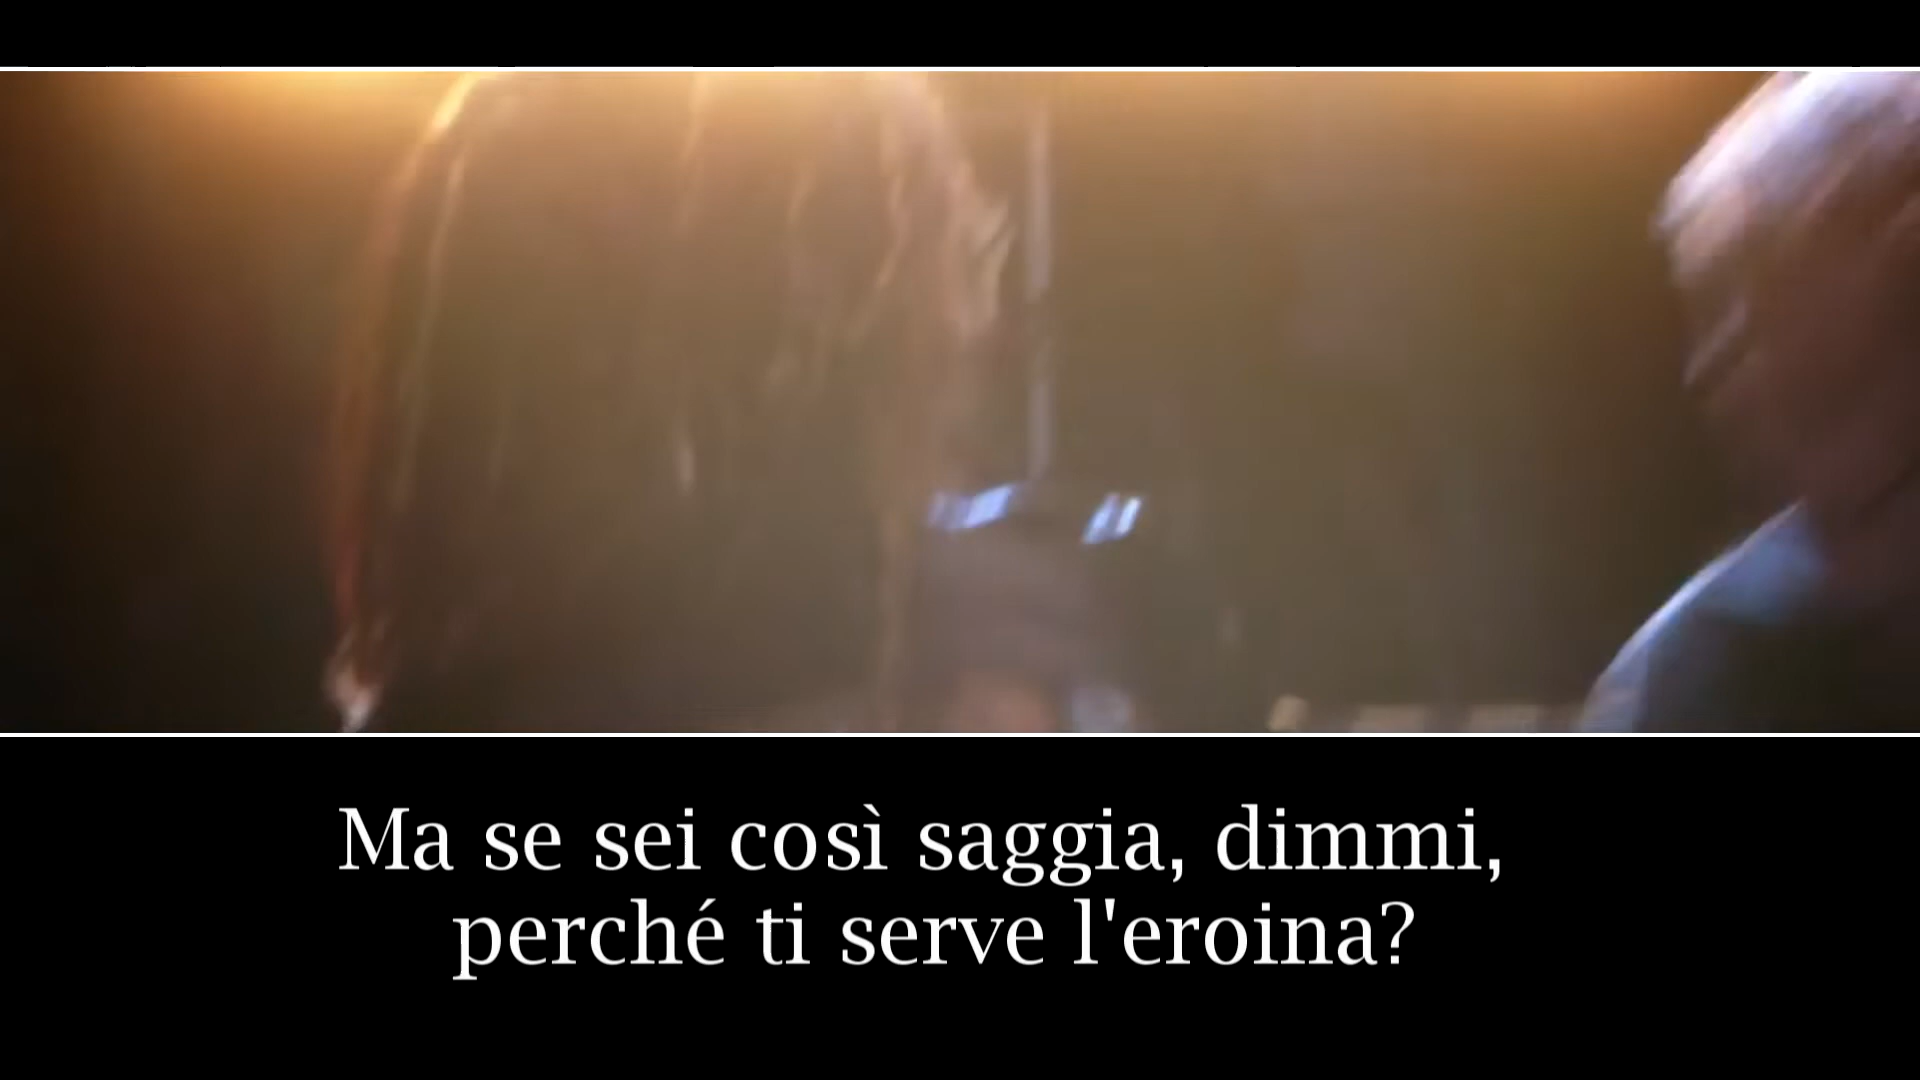 Ma se sei così saggia, dimmi,
perché ti serve l'eroina?